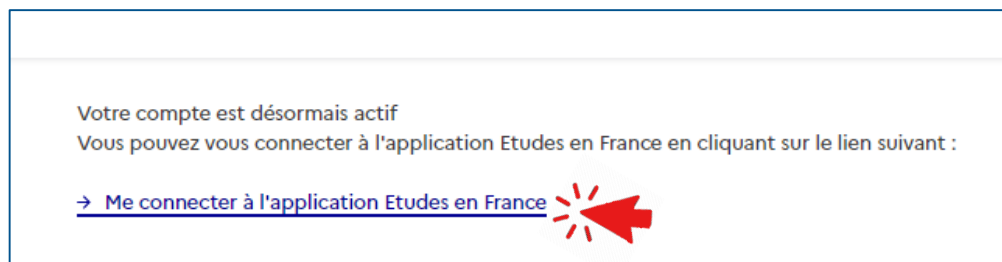 Votre compte est désormais actif
Vous pouvez vous connecter à l'application Etudes en France en cliquant sur le lien suivant :
→ Me connecter à l'application Etudes en France